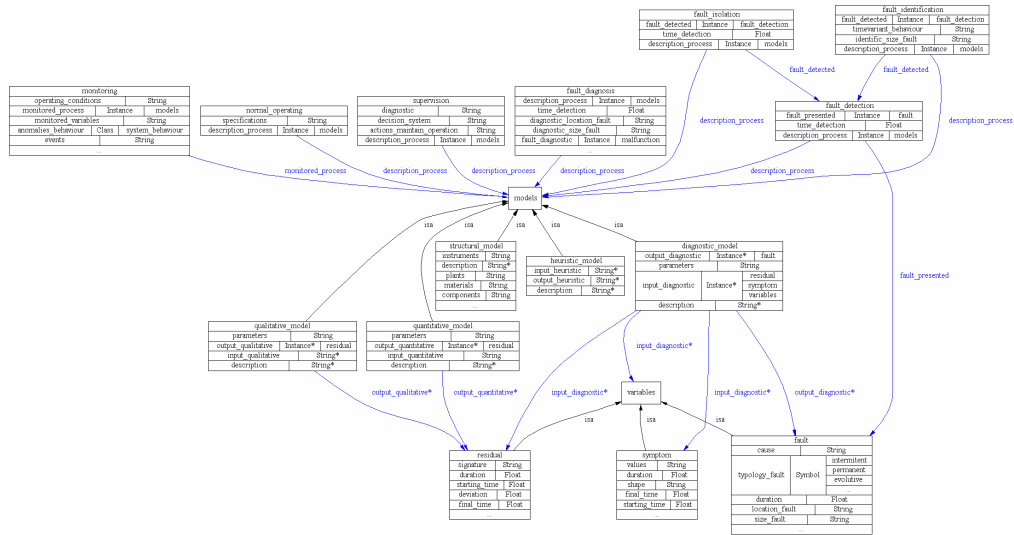 fault_isolation
fault_detected Instance fault_detection
time_detection Float
description_process Instance models
fault_identification
fault_detected Instance fault_detection
timevariant_behaviour String
identific_size_fault String
description_process Instance models
fault_detected
fault_detected
monitoring
operating_conditions String
monitored_process Instance models
monitored_variables String
anomalies_behaviour Class system_behaviour
events String
...
normal_operating
specifications String
description_process Instance models
supervision
diagnostic String
decision_system String
actions_maintain_operation String
description_process Instance models
fault_diagnosis
description_process Instance models
time_detection Float
diagnostic_location_fault String
diagnostic_size_fault String
fault_diagnostic Instance malfunction
...
fault_detection
fault_presented Instance fault
time_detection Float
description_process Instance models
description_process
description_process
monitored_process
description_process
description_process
description_process
description_process
models
isa
isa
isa
isa
isa
structural_model
instruments String
description String*
plants String
materials String
components String
...
heuristic_model
input_heuristic String*
output_heuristic String*
description String*
diagnostic_model
output_diagnostic Instance* fault
parameters String
input_diagnostic Instance* residual
symptom
variables
description String*
fault_presented
qualitative_model
parameters String
output_qualitative Instance* residual
input_qualitative String*
description String*
quantitative_model
parameters String
output_quantitative Instance* residual
input_quantitative String
description String*
input_diagnostic*
output_qualitative*
output_quantitative*
input_diagnostic*
variables
input_diagnostic*
output_diagnostic*
isa
isa
isa
residual
signature String
duration Float
starting_time Float
deviation Float
final_time Float
...
symptom
values String
duration Float
shape String
final_time Float
starting_time Float
...
fault
cause String
typology_fault Symbol intermitent
permanent
evolutive
...
duration Float
location_fault String
size_fault String
...